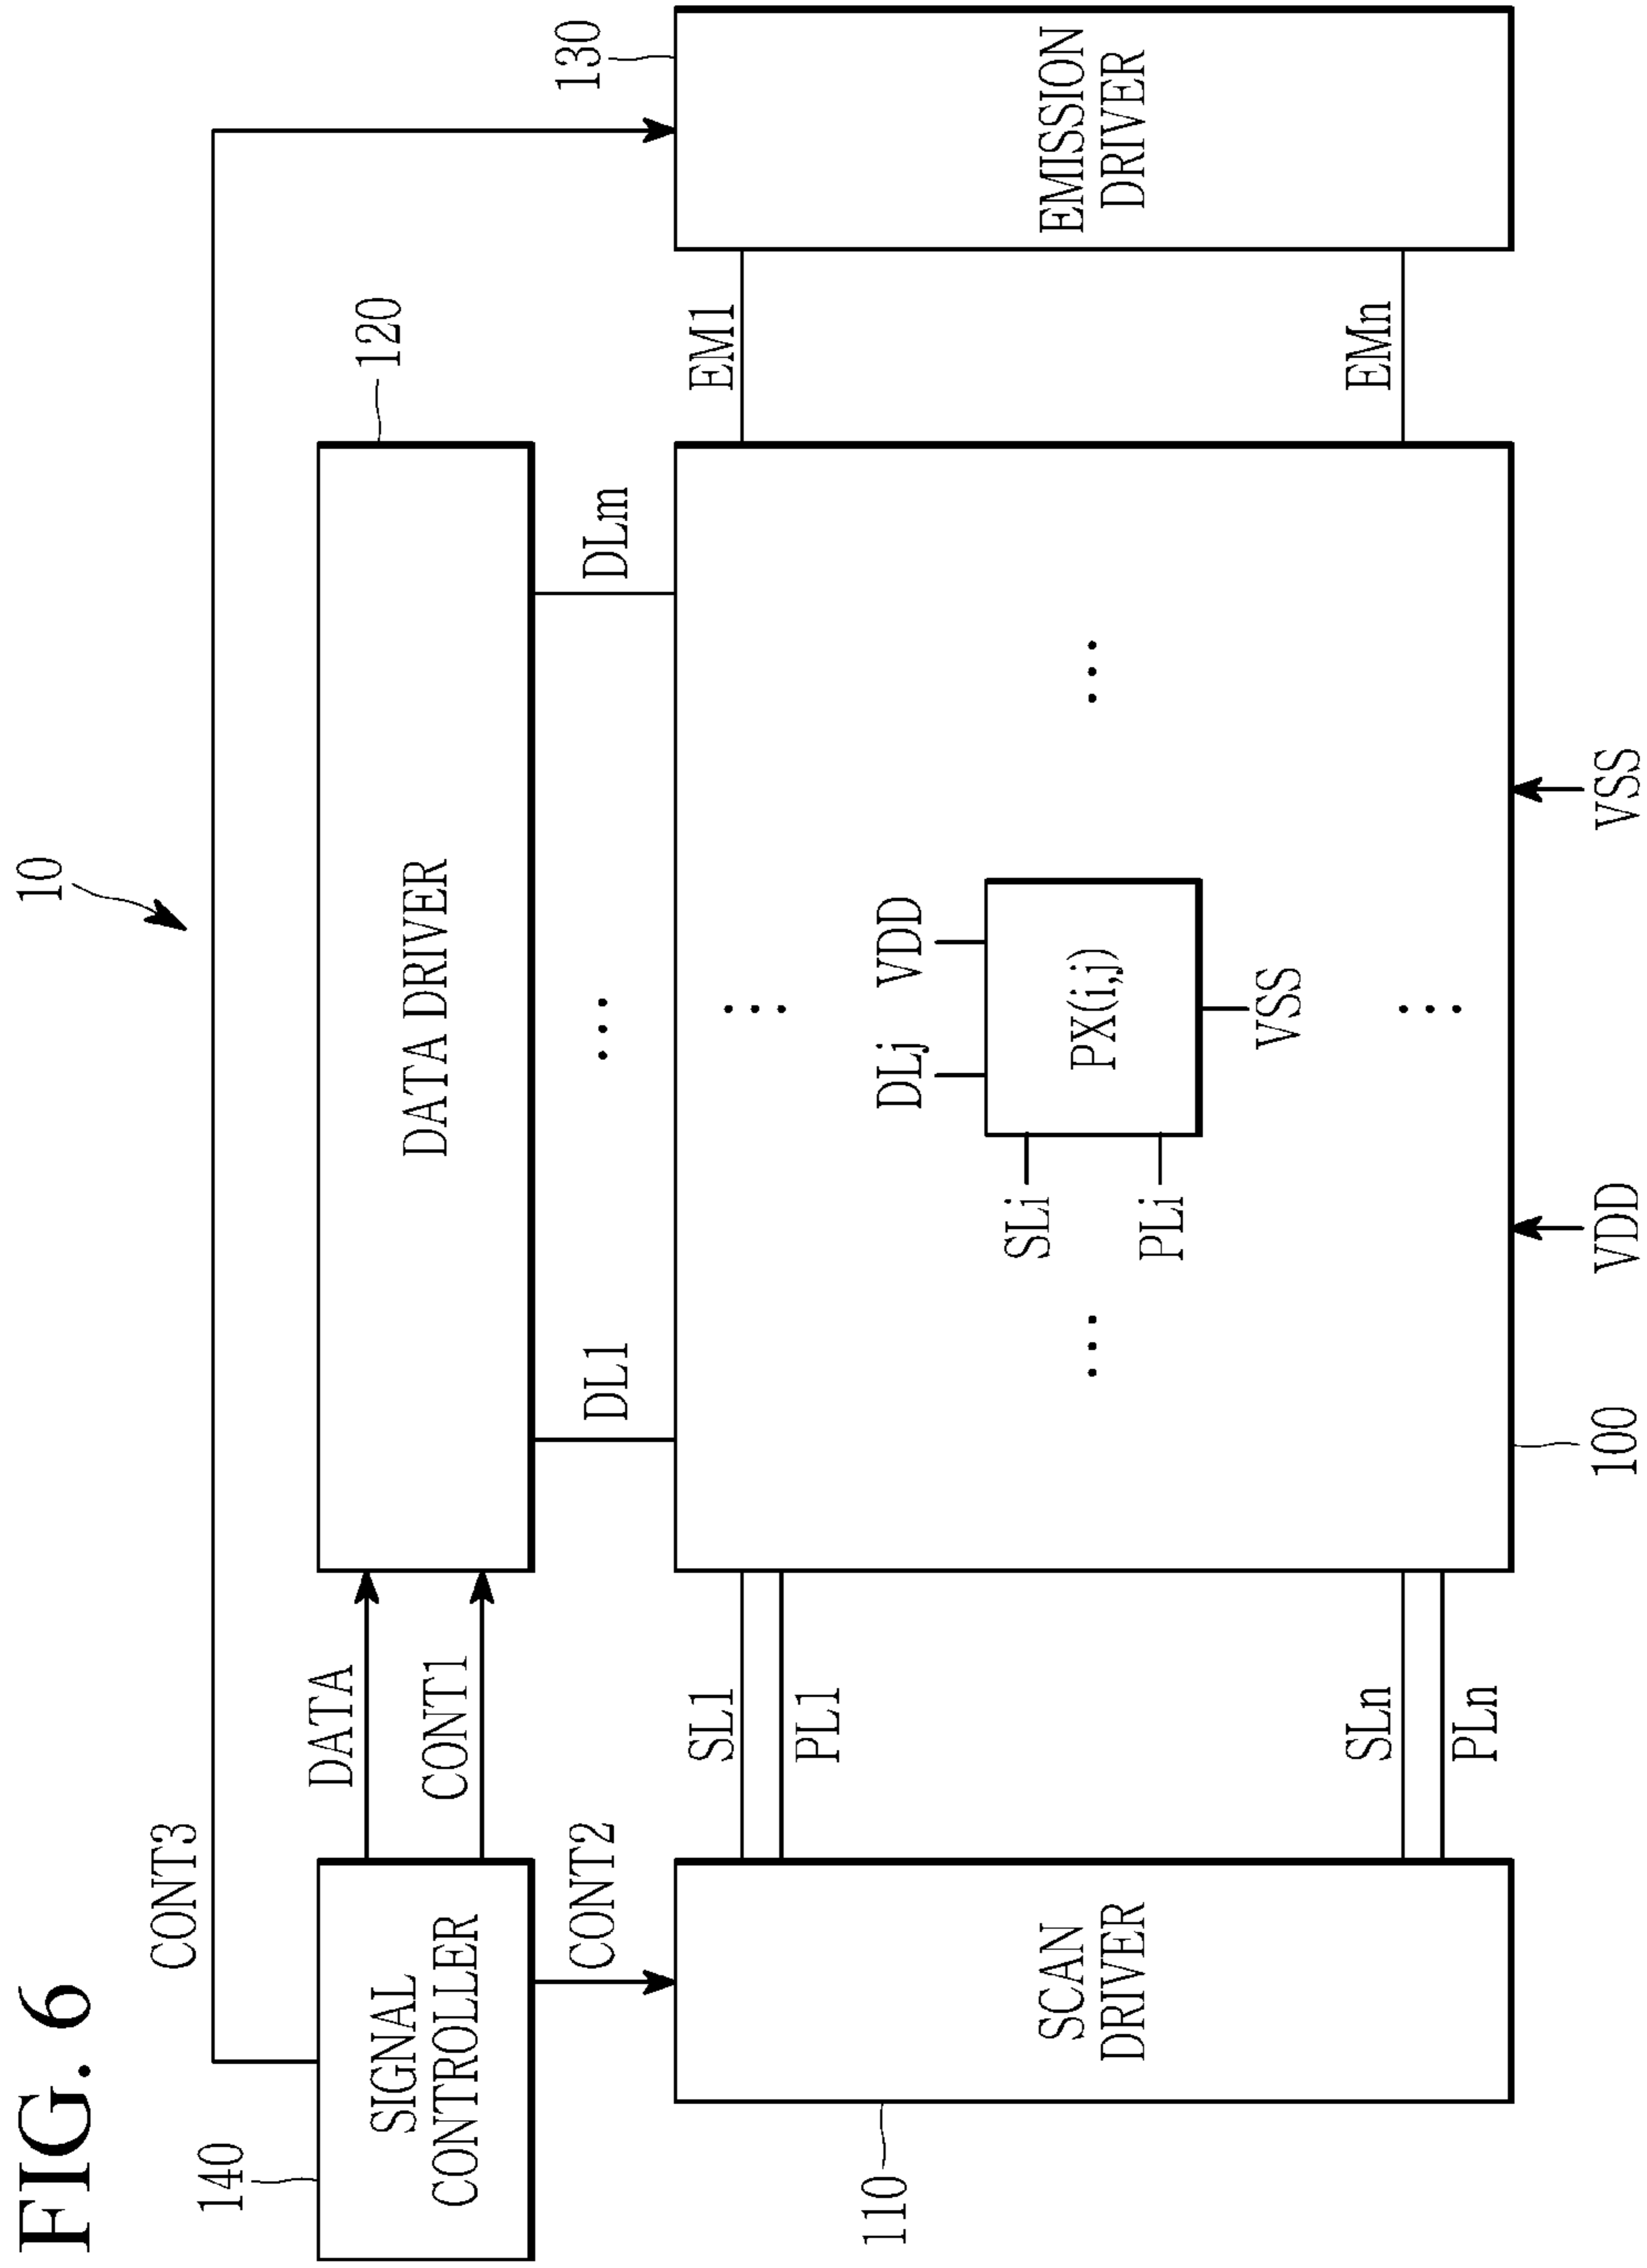 FIG. 6
10
CONT3
140
SIGNAL
CONTROLLER
DATA
CONT1
DATA DRIVER
120
130
CONT2
DL1
...
DLm
110
SCAN
DRIVER
SL1
PL1
SLn
PLn
...
DLj
VDD
SLi
PLi
PX(i,j)
VSS
...
...
...
EM1
EMn
EMISSION
DRIVER
100
VDD
VSS